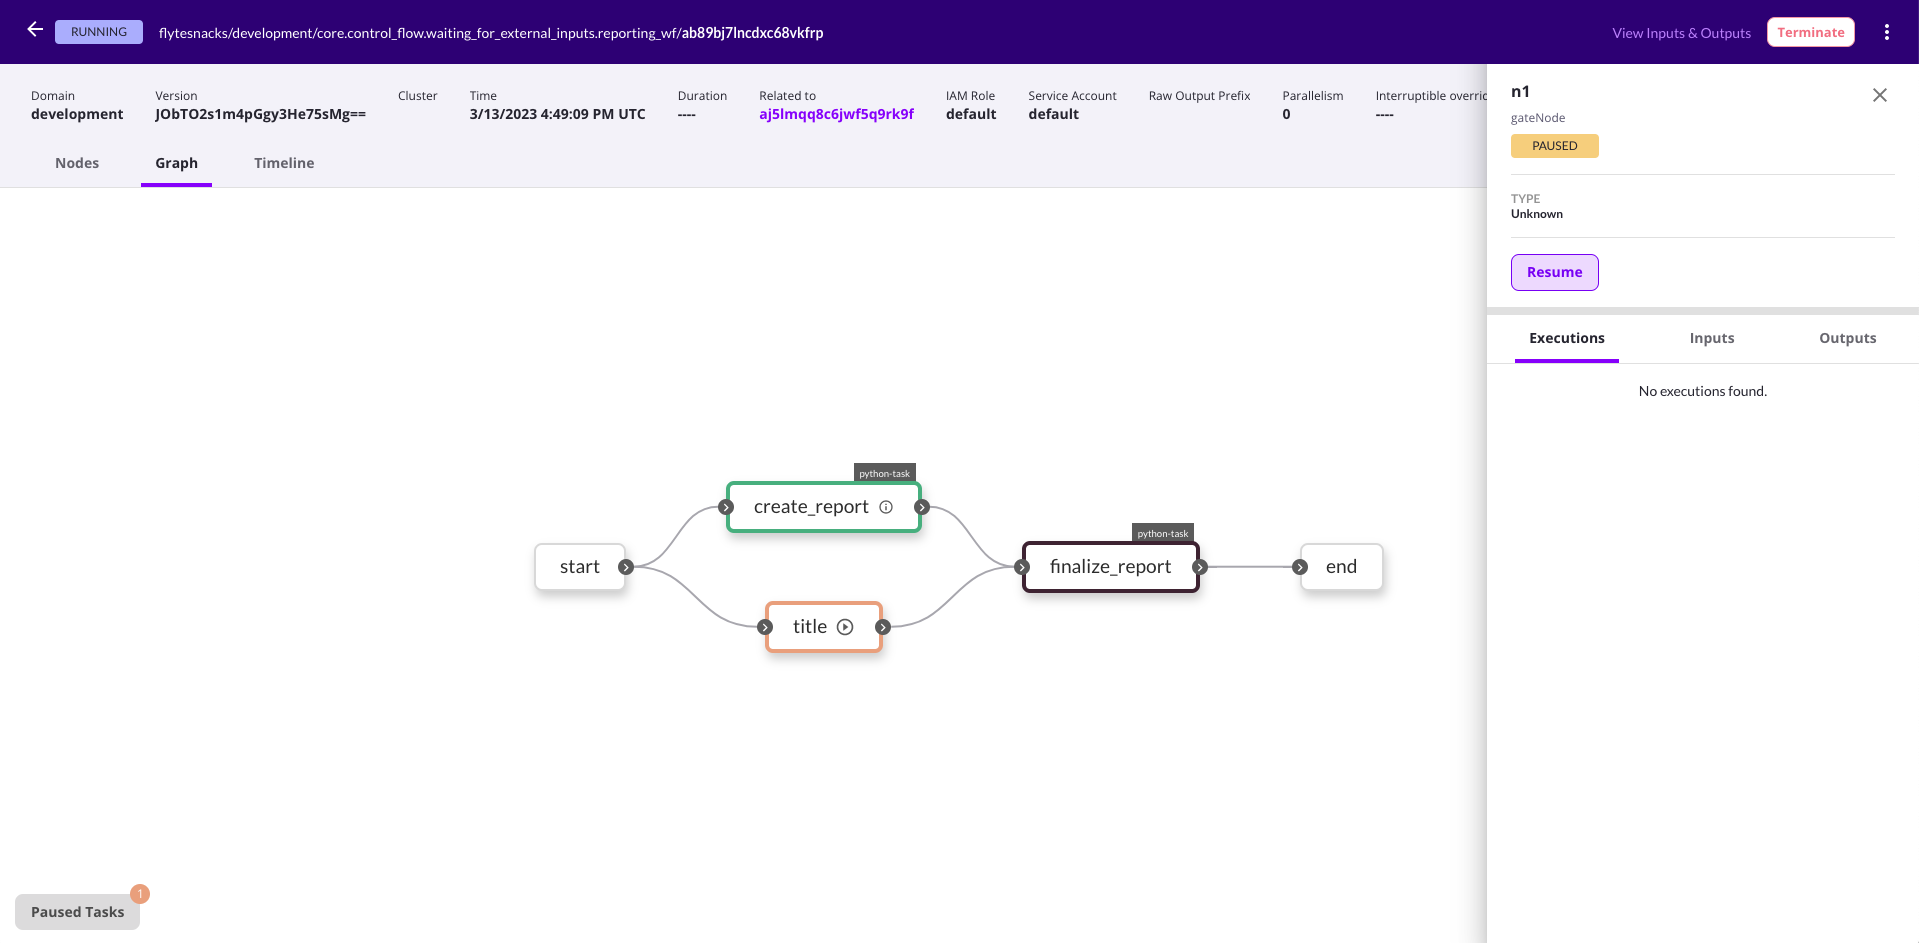 RUNNING flytesnacks/development/core.control_flow.waiting_for_external_inputs.reporting_wf/ab89bj7lncdxc68vkfrp View Inputs & Outputs Terminate
Domain Version Cluster Time Duration Related to IAM Role Service Account Raw Output Prefix Parallelism Interruptible overric
development JObTO2s1m4pGgy3He75sMg== 3/13/2023 4:49:09 PM UTC ---- aj5lmqq8c6jwf5q9rk9f default default 0 ----
Nodes Graph Timeline
n1
gateNode
PAUSED
TYPE
Unknown
Resume
Executions Inputs Outputs
No executions found.
python-task
create_report
python-task
start
finalize_report
end
title
1
Paused Tasks